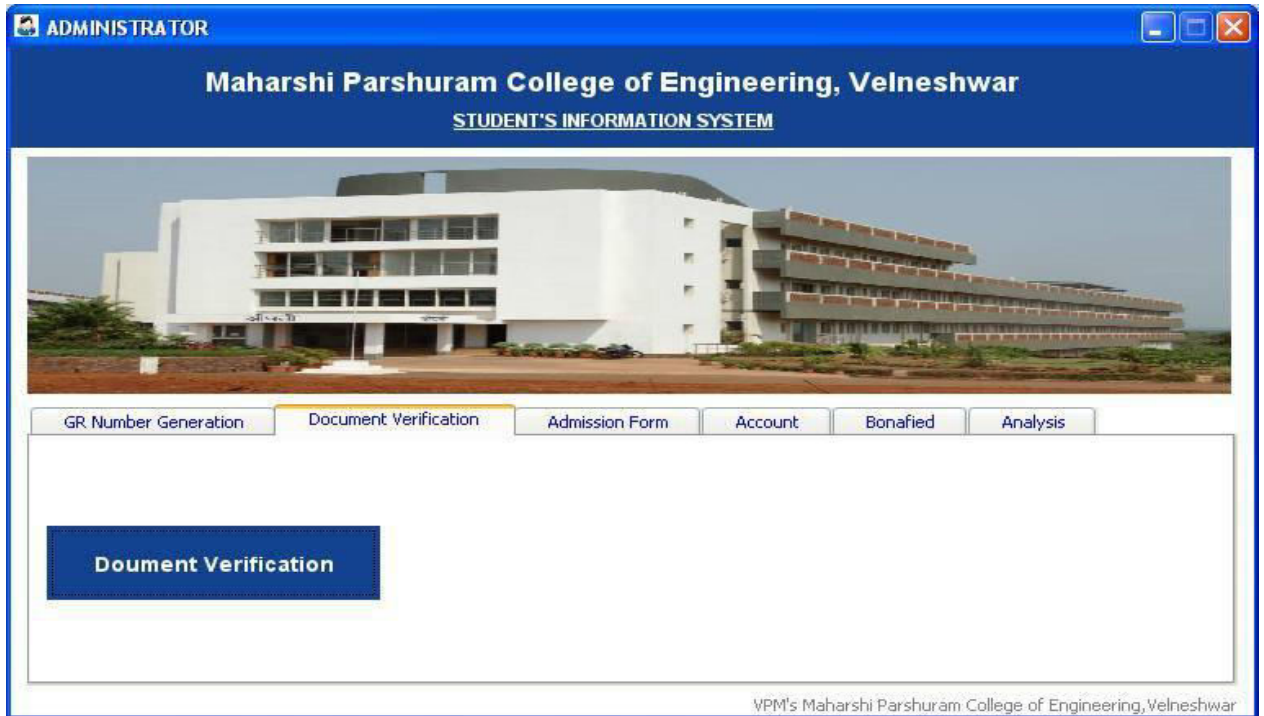 ADMINISTRATOR
Maharshi Parshuram College of Engineering, Velneshwar
STUDENT'S INFORMATION SYSTEM
GR Number Generation Document Verification Admission Form Account Bonafied Analysis
Doument Verification
VPM's Maharshi Parshuram College of Engineering,Velneshwar